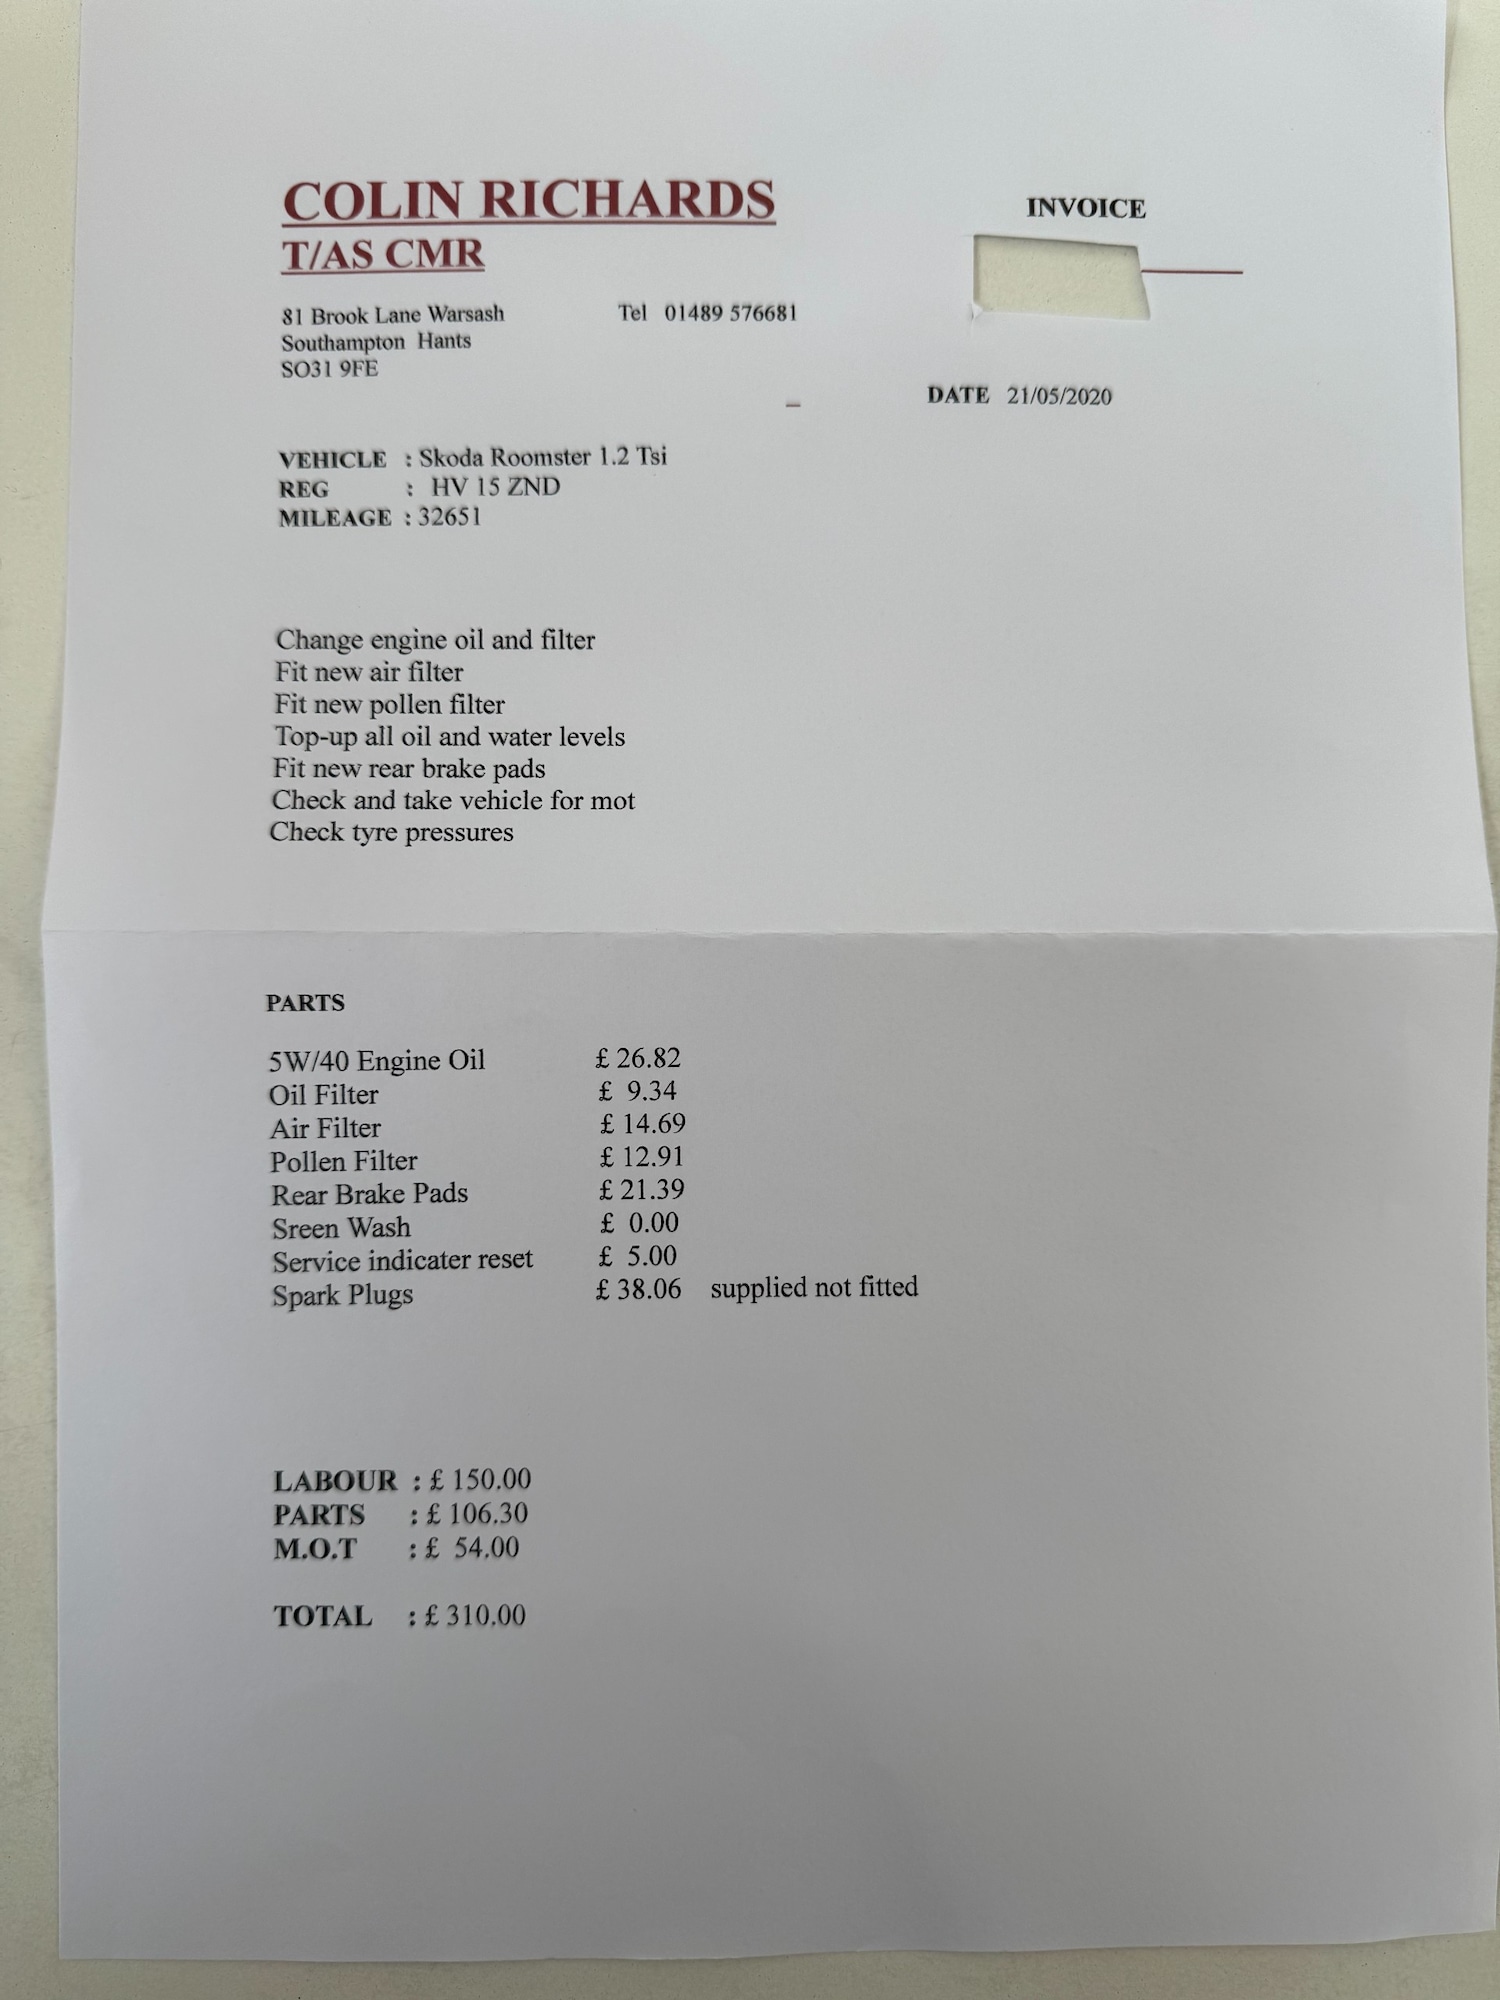 COLIN RICHARDS
T/AS CMR
INVOICE
81 Brook Lane Warsash Tel 01489 576681
Southampton Hants
SO31 9FE
DATE 21/05/2020
VEHICLE : Skoda Roomster 1.2 Tsi
REG : HV 15 ZND
MILEAGE : 32651
Change engine oil and filter
Fit new air filter
Fit new pollen filter
Top-up all oil and water levels
Fit new rear brake pads
Check and take vehicle for mot
Check tyre pressures
PARTS
5W/40 Engine Oil £ 26.82
Oil Filter £ 9.34
Air Filter £ 14.69
Pollen Filter £ 12.91
Rear Brake Pads £ 21.39
Sreen Wash £ 0.00
Service indicater reset £ 5.00
Spark Plugs £ 38.06 supplied not fitted
LABOUR : £ 150.00
PARTS : £ 106.30
M.O.T : £ 54.00
TOTAL : £ 310.00